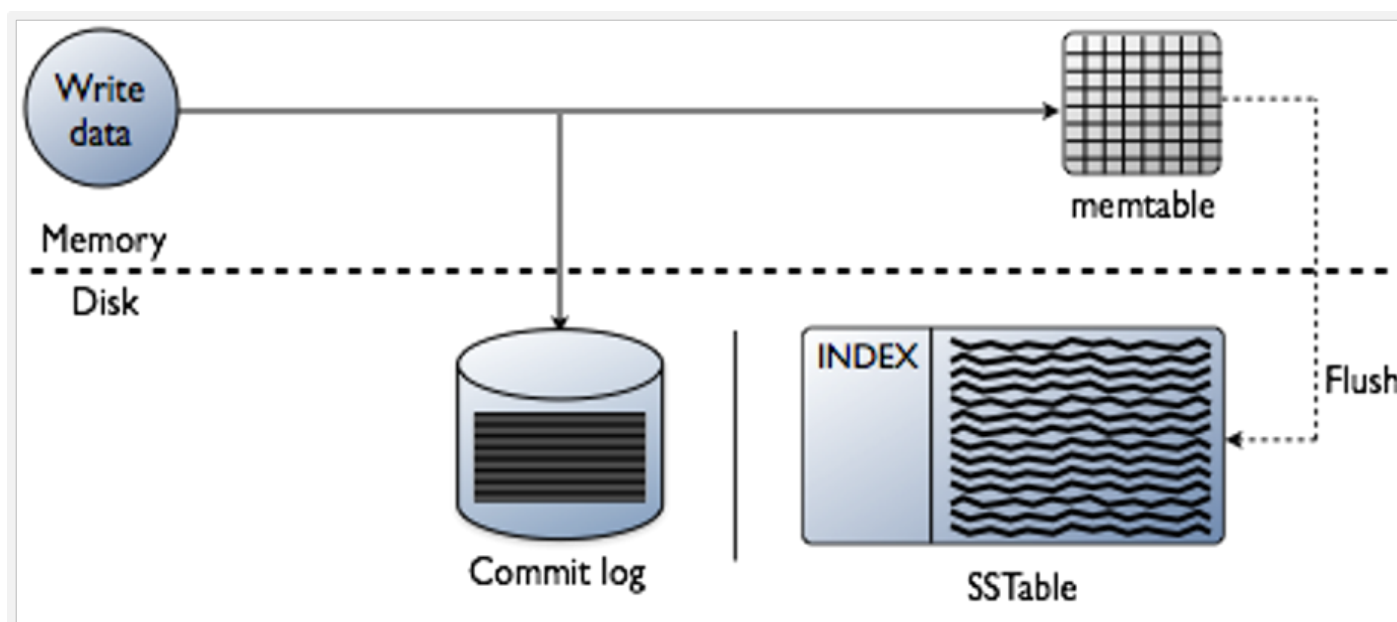 Write
data
memtable
Memory
Disk
INDEX
Flush
Commit log
SSTable